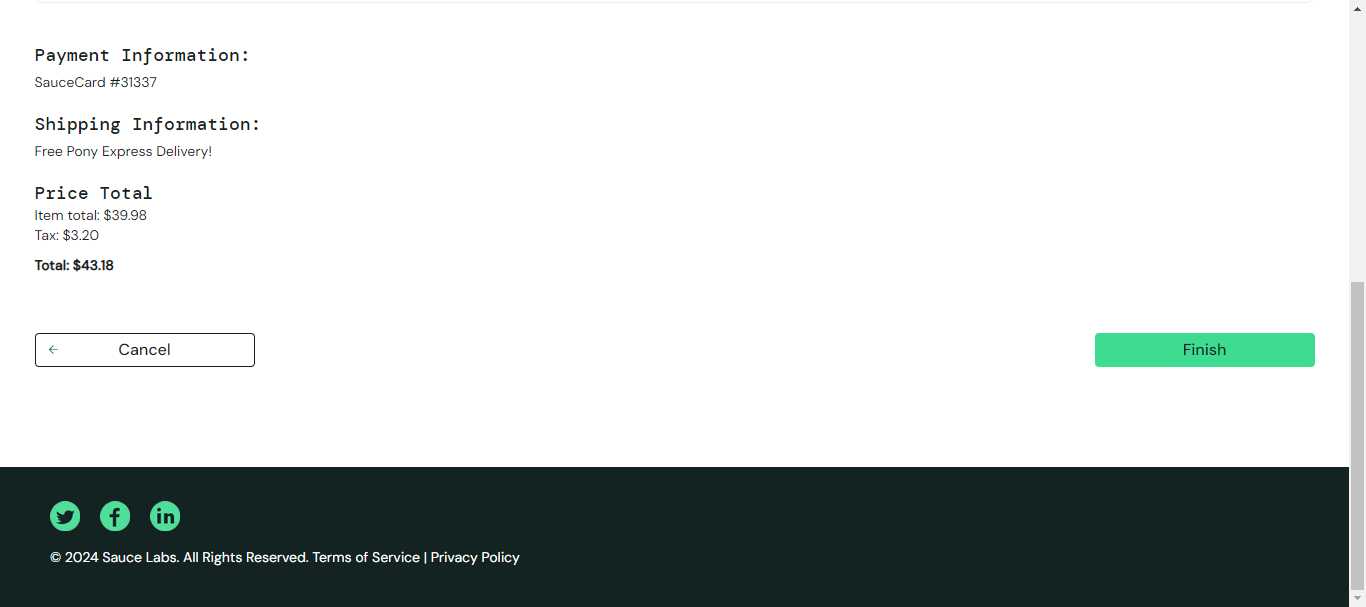 Payment Information:
SauceCard #31337
Shipping Information:
Free Pony Express Delivery!
Price Total
Item total: $39.98
Tax: $3.20
Total: $43.18
Cancel
Finish
© 2024 Sauce Labs. All Rights Reserved. Terms of Service | Privacy Policy